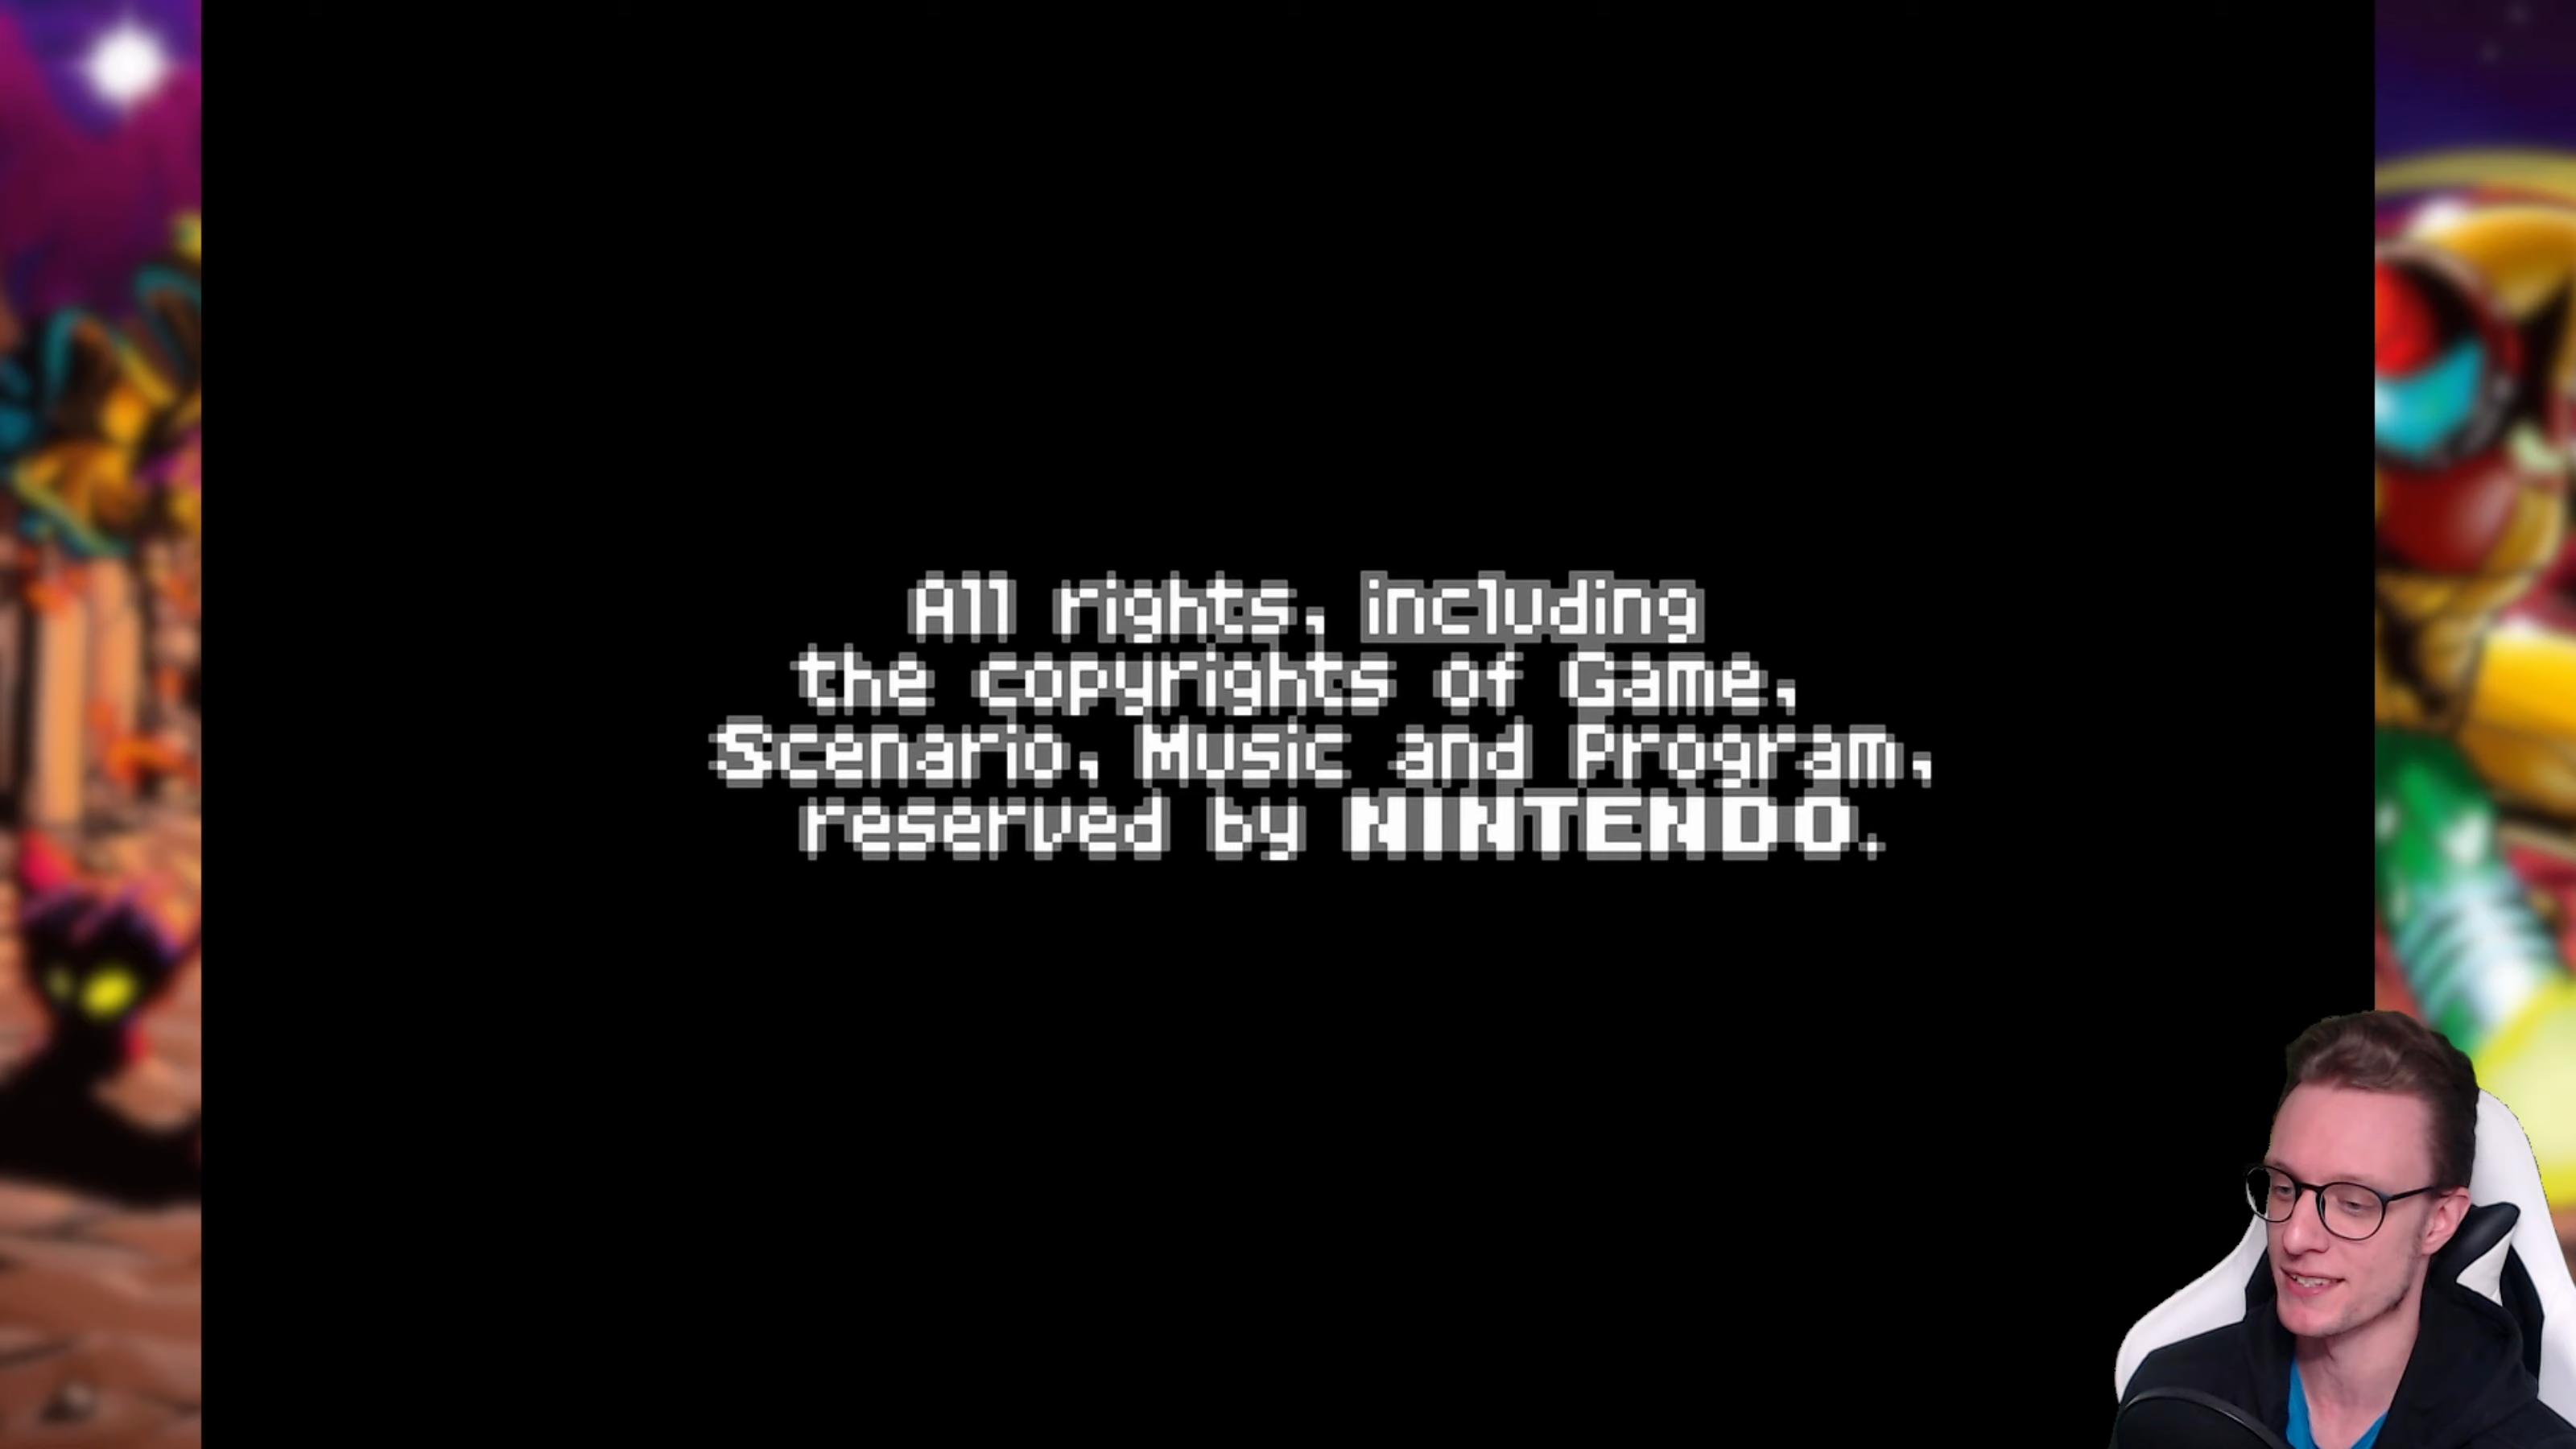 All rights, including
the copyrights of Game,
Scenario, Music and Program,
reserved by NINTENDO.